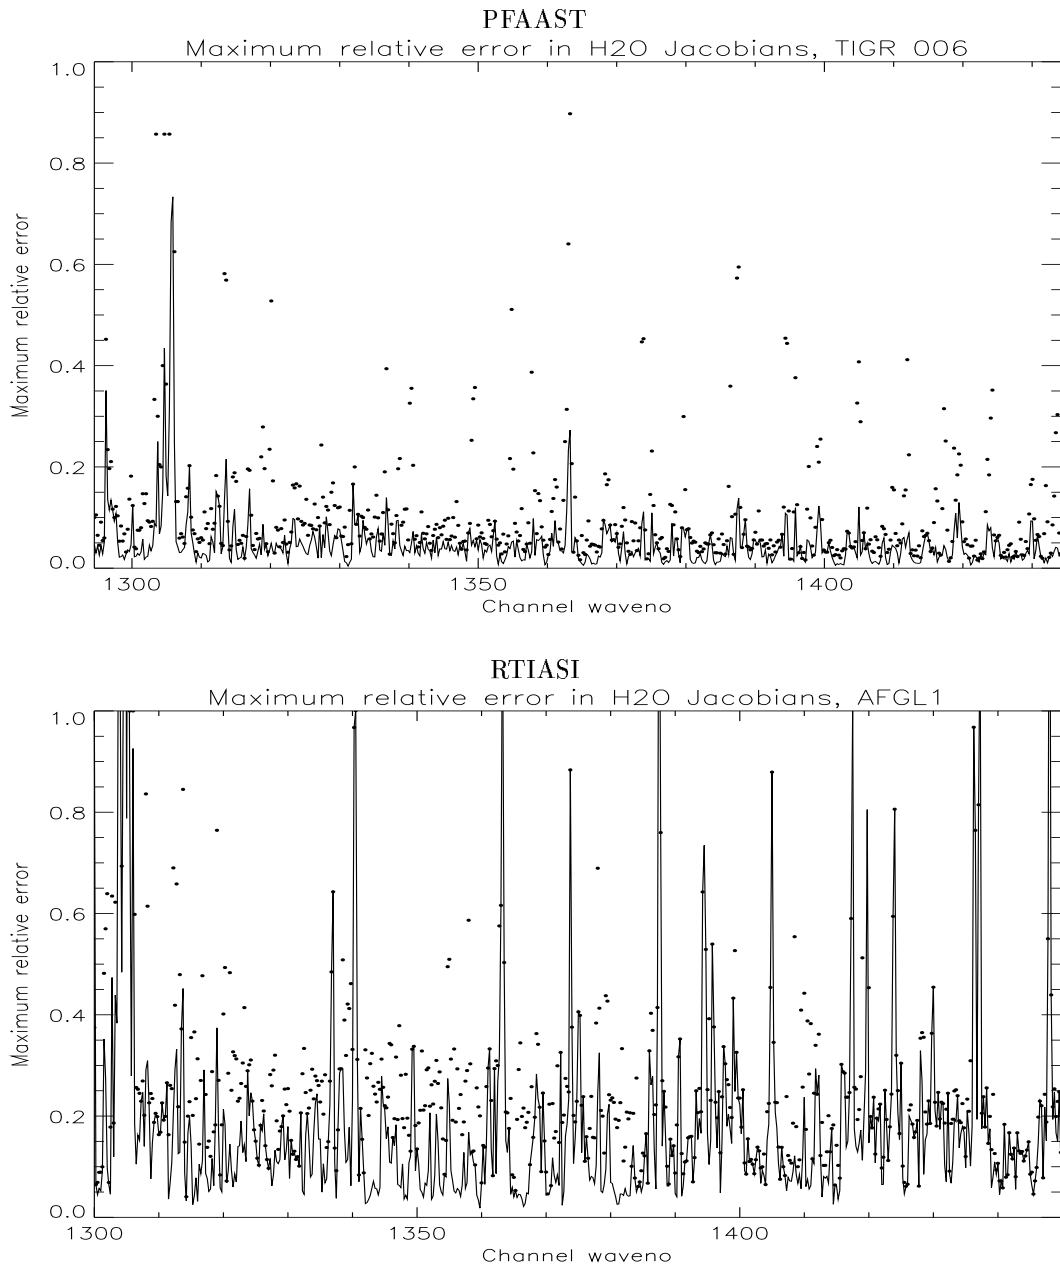 PFAAST
Maximum relative error in H2O Jacobians, TIGR 006
1.0
0.8
0.6
0.4
0.2
0.0
Maximum relative error
1300
1350
1400
Channel waveno
RTIASI
Maximum relative error in H2O Jacobians, AFGL1
1.0
0.8
0.6
0.4
0.2
0.0
Maximum relative error
1300
1350
1400
Channel waveno